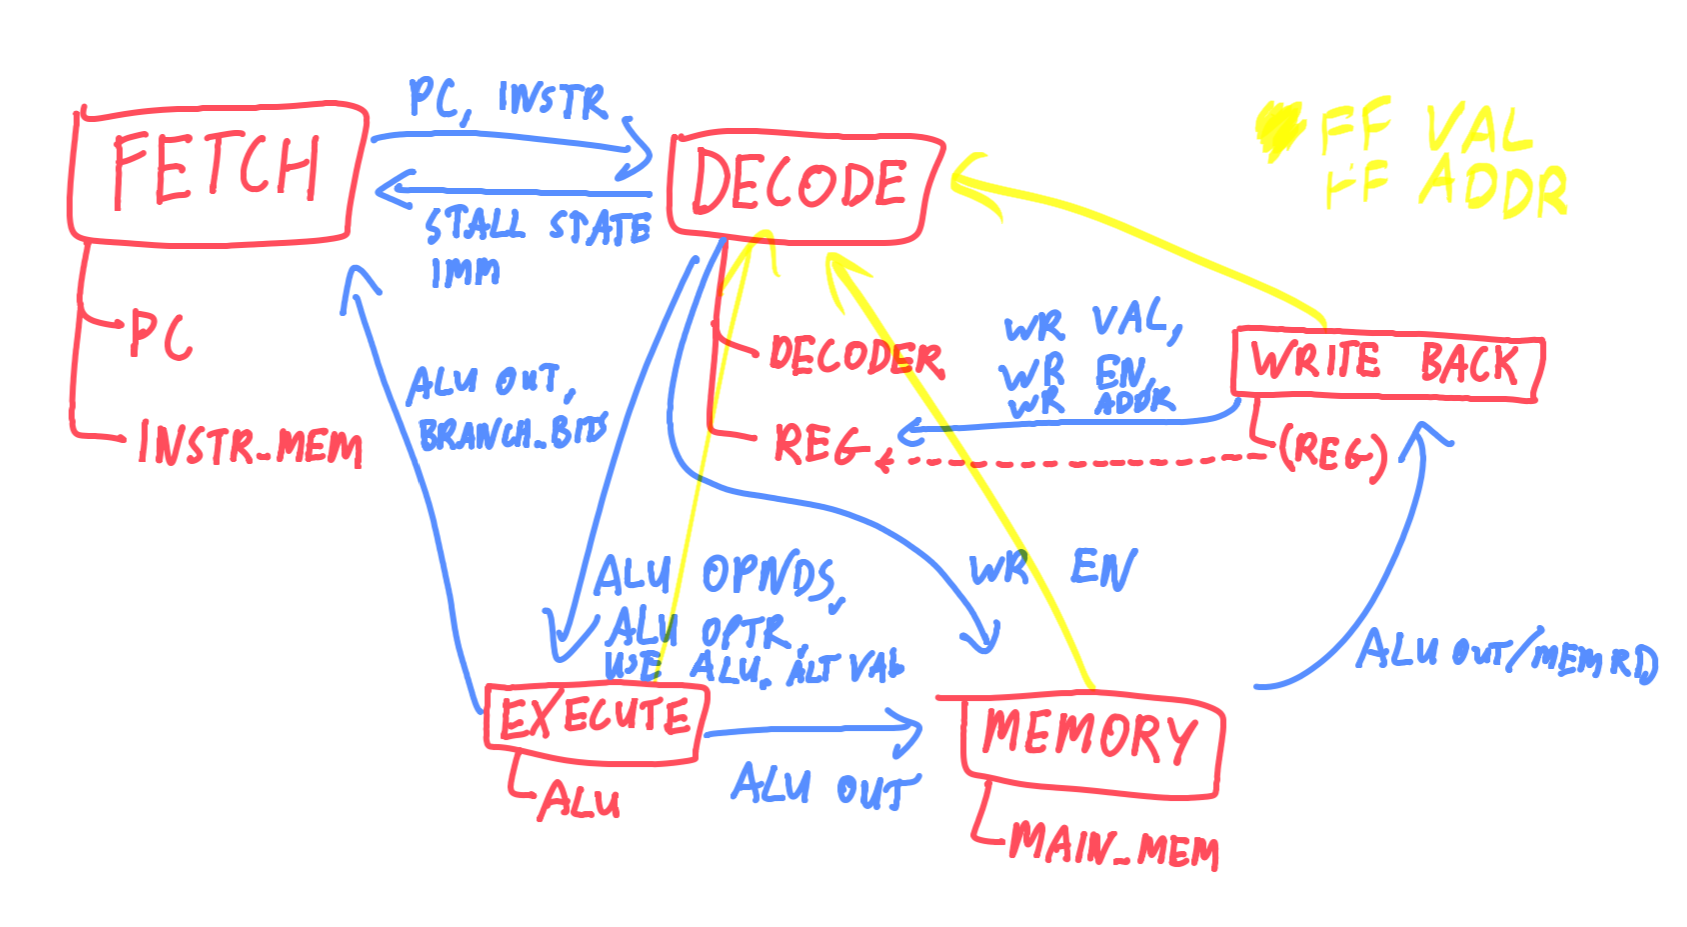 PC, INSTR
FETCH
DECODE
STALL STATE
IMM
FF VAL
FF ADDR
PC
INSTR_MEM
ALU OUT,
BRANCH_BITS
DECODER
REG
WR VAL,
WR EN,
WR ADDR
WRITE BACK
(REG)
ALU OPNDS,
ALU OPTR,
USE ALU, ALT VAL
WR EN
ALU OUT/MEM RD
EXECUTE
ALU
ALU OUT
MEMORY
MAIN_MEM